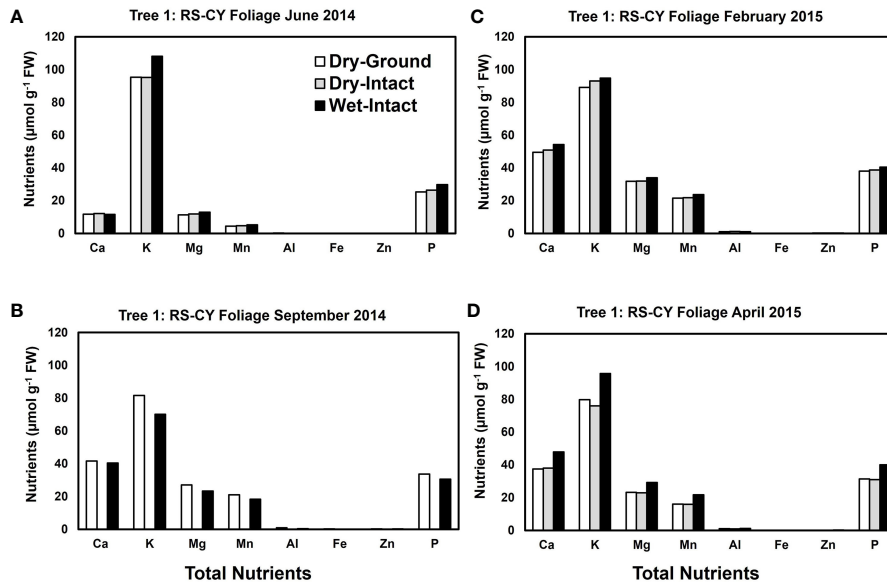 A
Tree 1: RS-CY Foliage June 2014
Nutrients (µmol g⁻¹ FW)
120
100
80
60
40
20
0
Dry-Ground
Dry-Intact
Wet-Intact
Ca K Mg Mn Al Fe Zn P
B
Tree 1: RS-CY Foliage September 2014
Nutrients (µmol g⁻¹ FW)
120
100
80
60
40
20
0
Ca K Mg Mn Al Fe Zn P
Total Nutrients
C
Tree 1: RS-CY Foliage February 2015
Nutrients (µmol g⁻¹ FW)
120
100
80
60
40
20
0
Ca K Mg Mn Al Fe Zn P
D
Tree 1: RS-CY Foliage April 2015
Nutrients (µmol g⁻¹ FW)
120
100
80
60
40
20
0
Ca K Mg Mn Al Fe Zn P
Total Nutrients